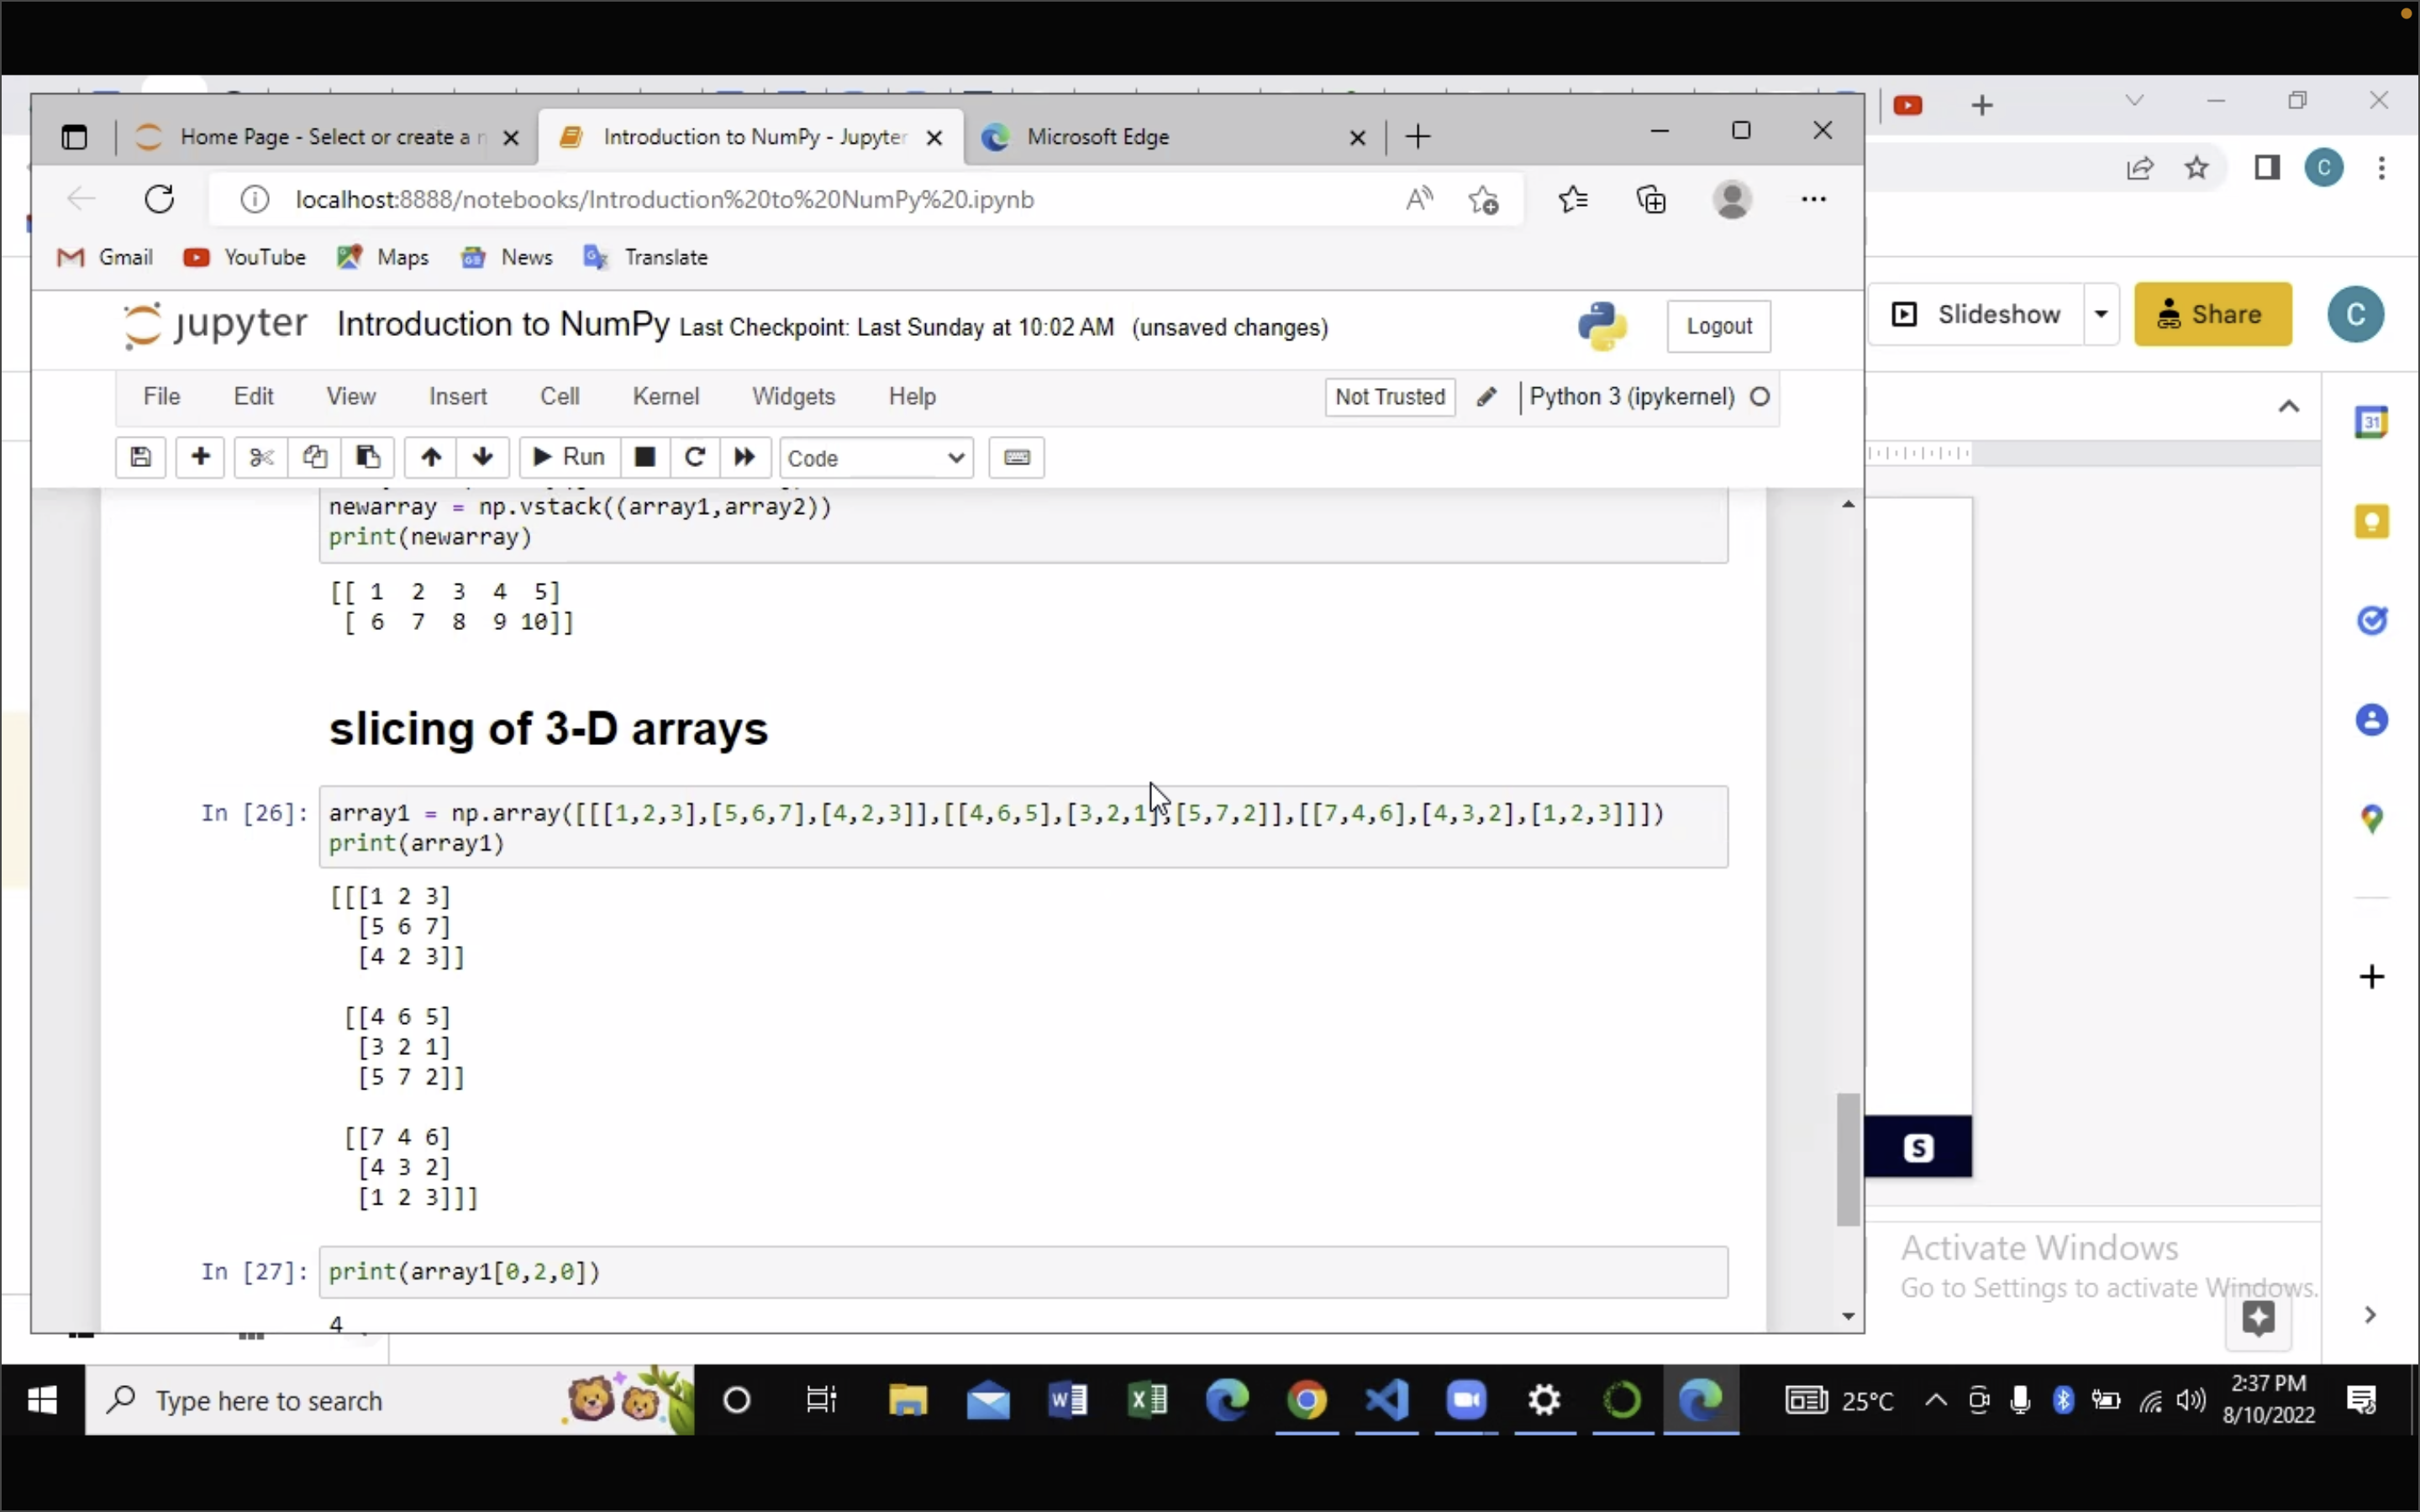 Home Page - Select or create a n
Introduction to NumPy - Jupyter
Microsoft Edge
localhost:8888/notebooks/Introduction%20to%20NumPy%20.ipynb
Gmail
YouTube
Maps
News
Translate
jupyter Introduction to NumPy Last Checkpoint: Last Sunday at 10:02 AM (unsaved changes)
Logout
Slideshow
Share
C
C
File Edit View Insert Cell Kernel Widgets Help
Not Trusted
Python 3 (ipykernel)
Run
Code
31
newarray = np.vstack((array1,array2))
print(newarray)
[[ 1  2  3  4  5]
 [ 6  7  8  9 10]]
slicing of 3-D arrays
In [26]: array1 = np.array([[[1,2,3],[5,6,7],[4,2,3]],[[4,6,5],[3,2,1],[5,7,2]],[[7,4,6],[4,3,2],[1,2,3]]])
print(array1)
[[[1 2 3]
  [5 6 7]
  [4 2 3]]
 [[4 6 5]
  [3 2 1]
  [5 7 2]]
 [[7 4 6]
  [4 3 2]
  [1 2 3]]]
In [27]: print(array1[0,2,0])
4
S
Activate Windows
Go to Settings to activate Windows.
Type here to search
25°C
2:37 PM
8/10/2022